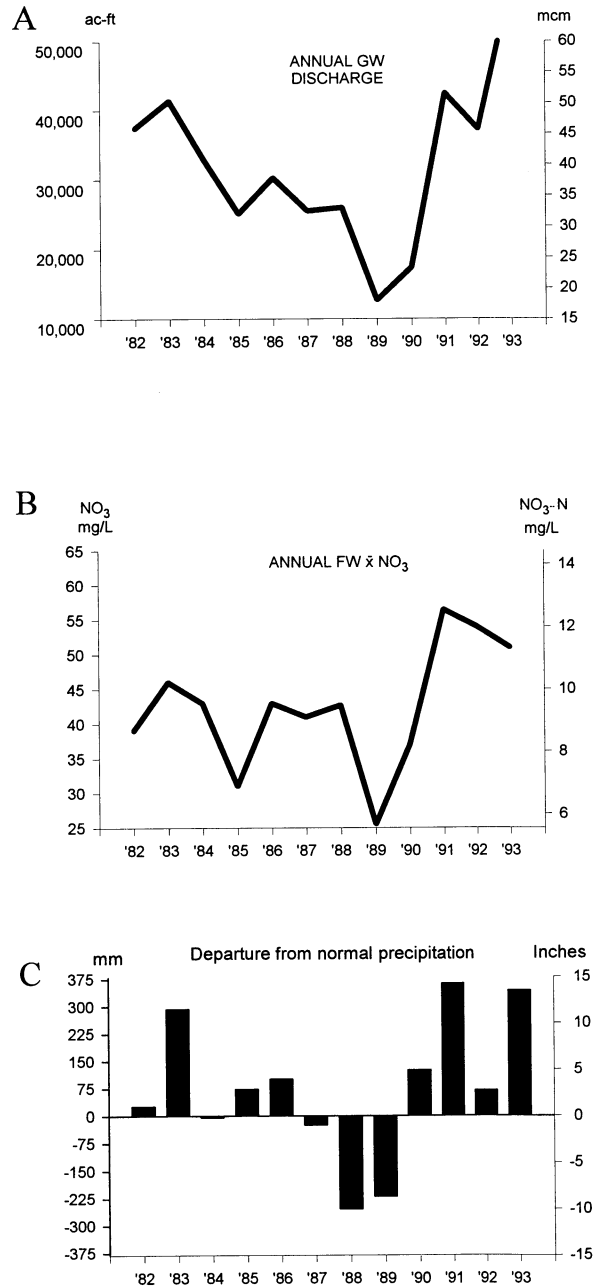 A
ac-ft
mcm
ANNUAL GW
DISCHARGE
50,000
40,000
30,000
20,000
10,000
60
55
50
45
40
35
30
25
20
15
'82 '83 '84 '85 '86 '87 '88 '89 '90 '91 '92 '93
B
NO3
mg/L
NO3-N
mg/L
ANNUAL FW x̄ NO3
65
60
55
50
45
40
35
30
25
14
12
10
8
6
'82 '83 '84 '85 '86 '87 '88 '89 '90 '91 '92 '93
C
mm
Departure from normal precipitation
Inches
375
300
225
150
75
0
-75
-150
-225
-300
-375
15
10
5
0
-5
-10
-15
'82 '83 '84 '85 '86 '87 '88 '89 '90 '91 '92 '93